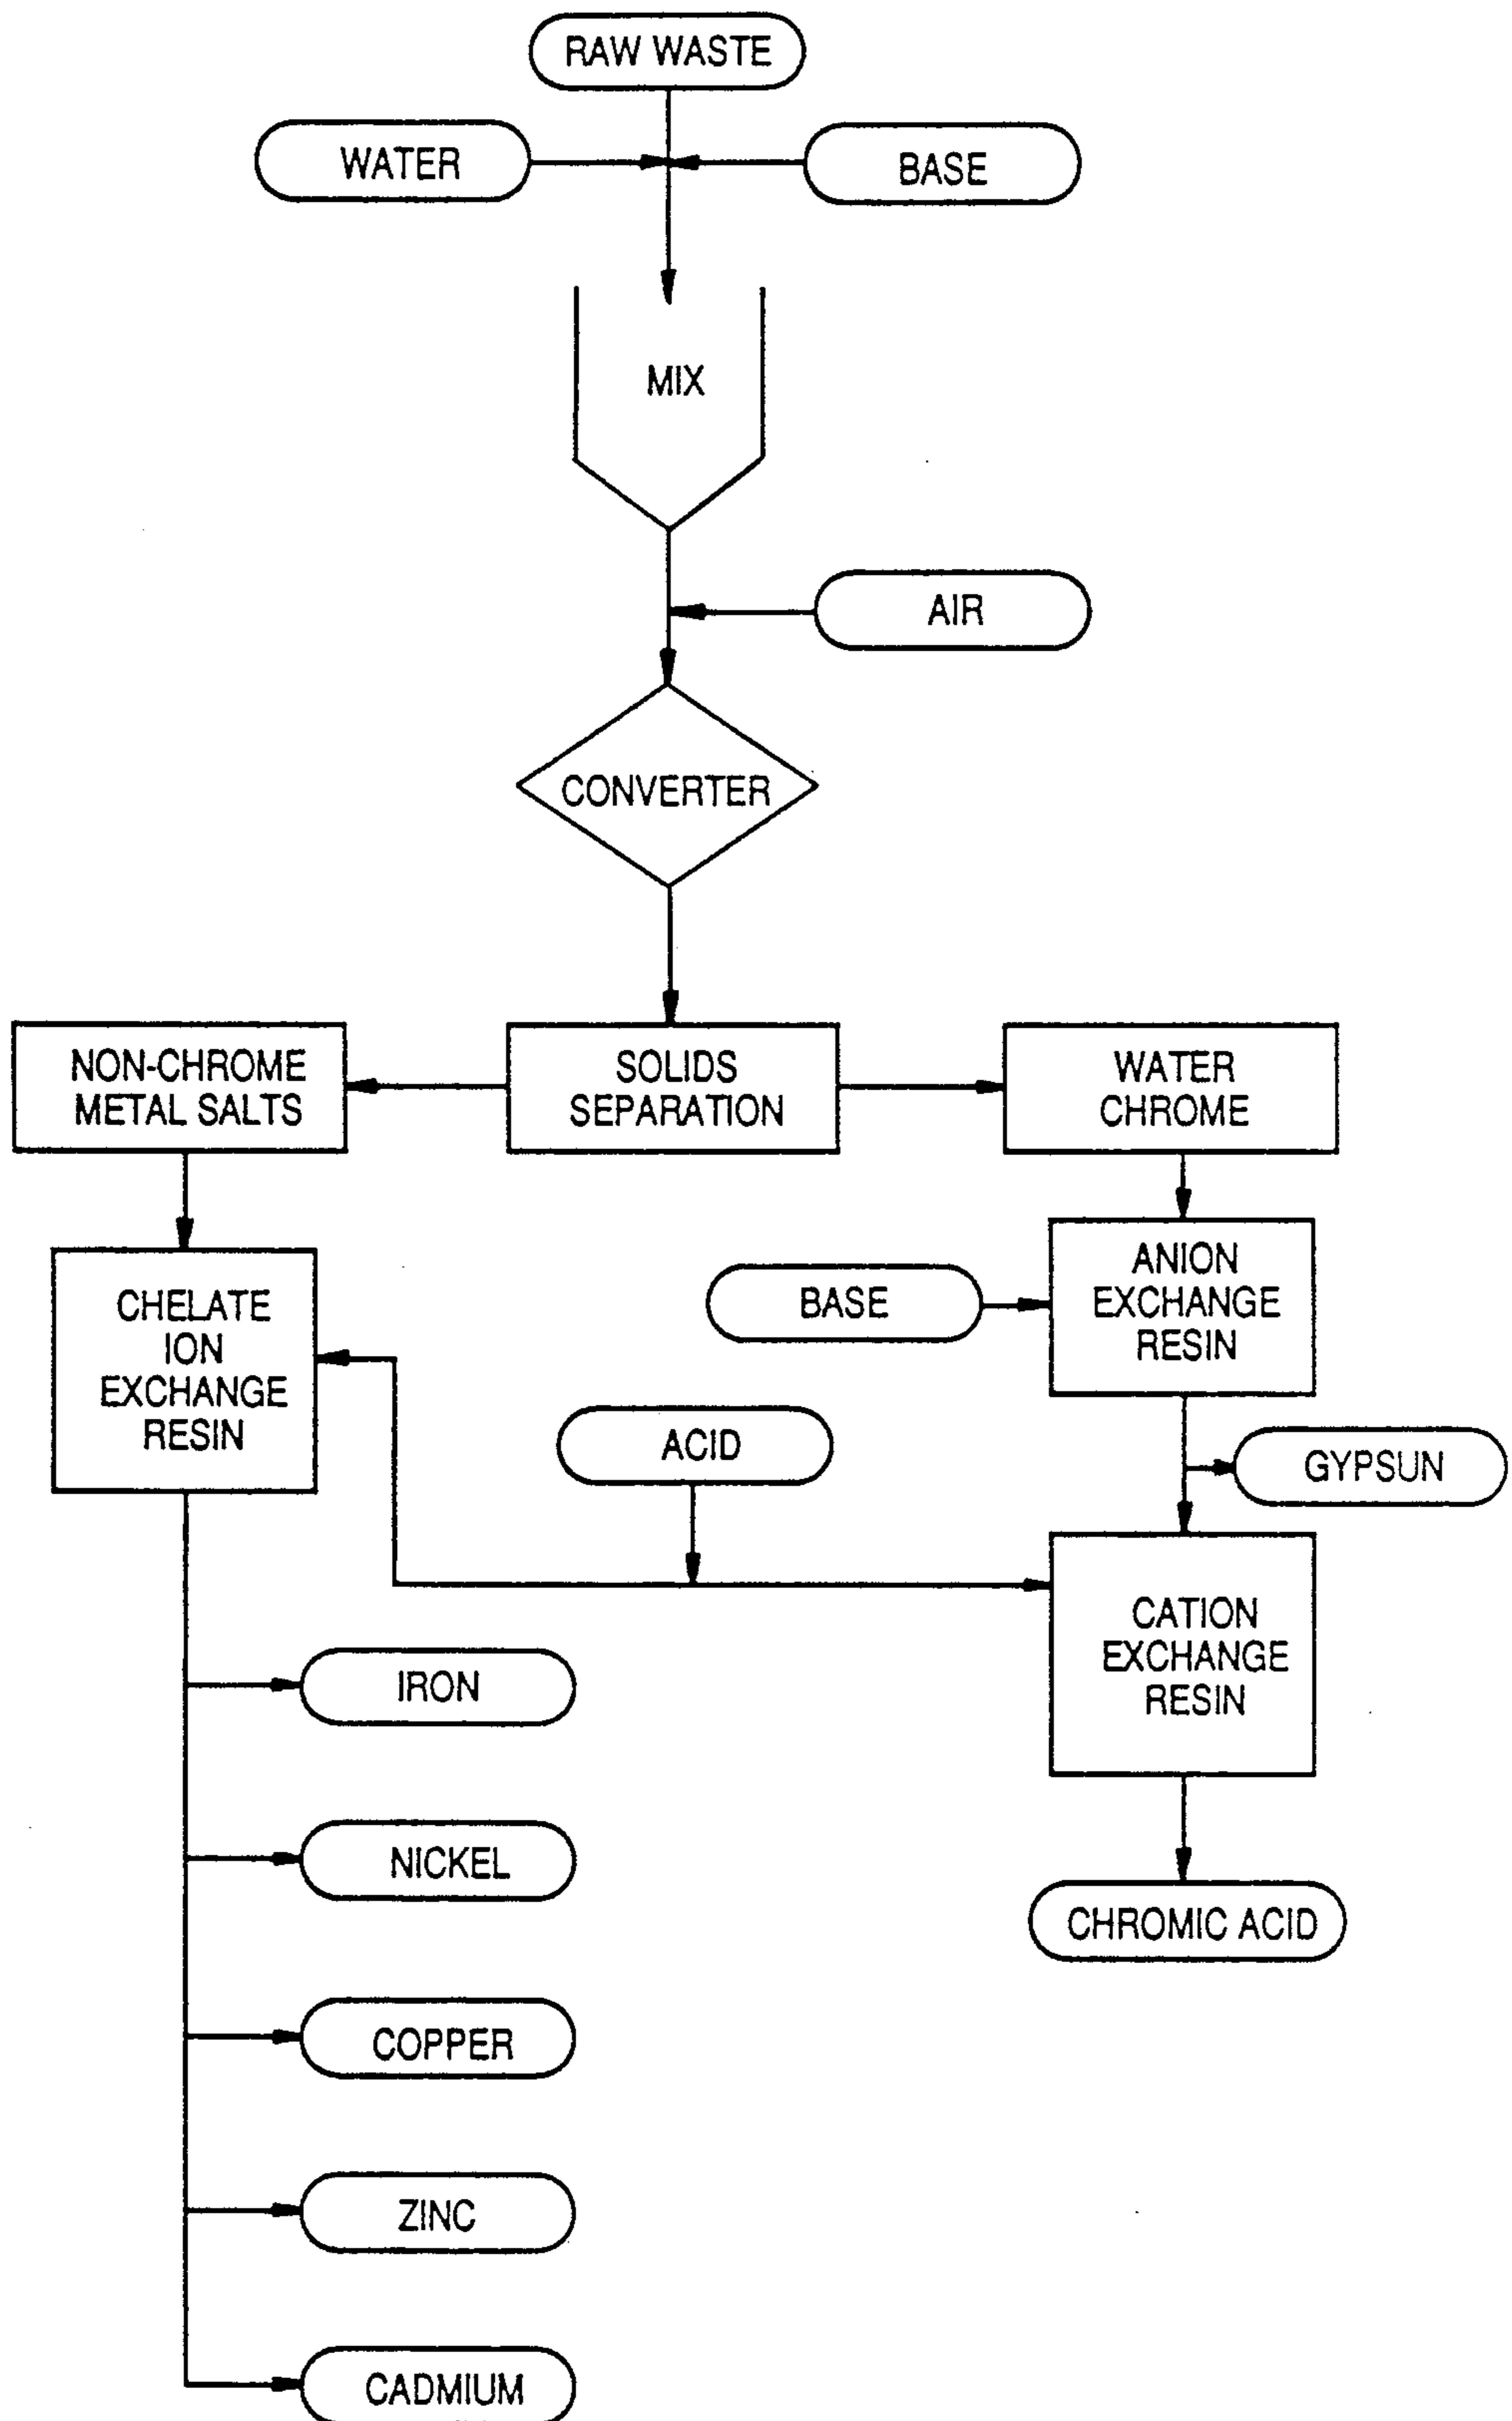 RAW WASTE
WATER
BASE
MIX
AIR
CONVERTER
NON-CHROME
METAL SALTS
SOLIDS
SEPARATION
WATER
CHROME
CHELATE
ION
EXCHANGE
RESIN
BASE
ANION
EXCHANGE
RESIN
ACID
GYPSUN
CATION
EXCHANGE
RESIN
IRON
NICKEL
CHROMIC ACID
COPPER
ZINC
CADMIUM